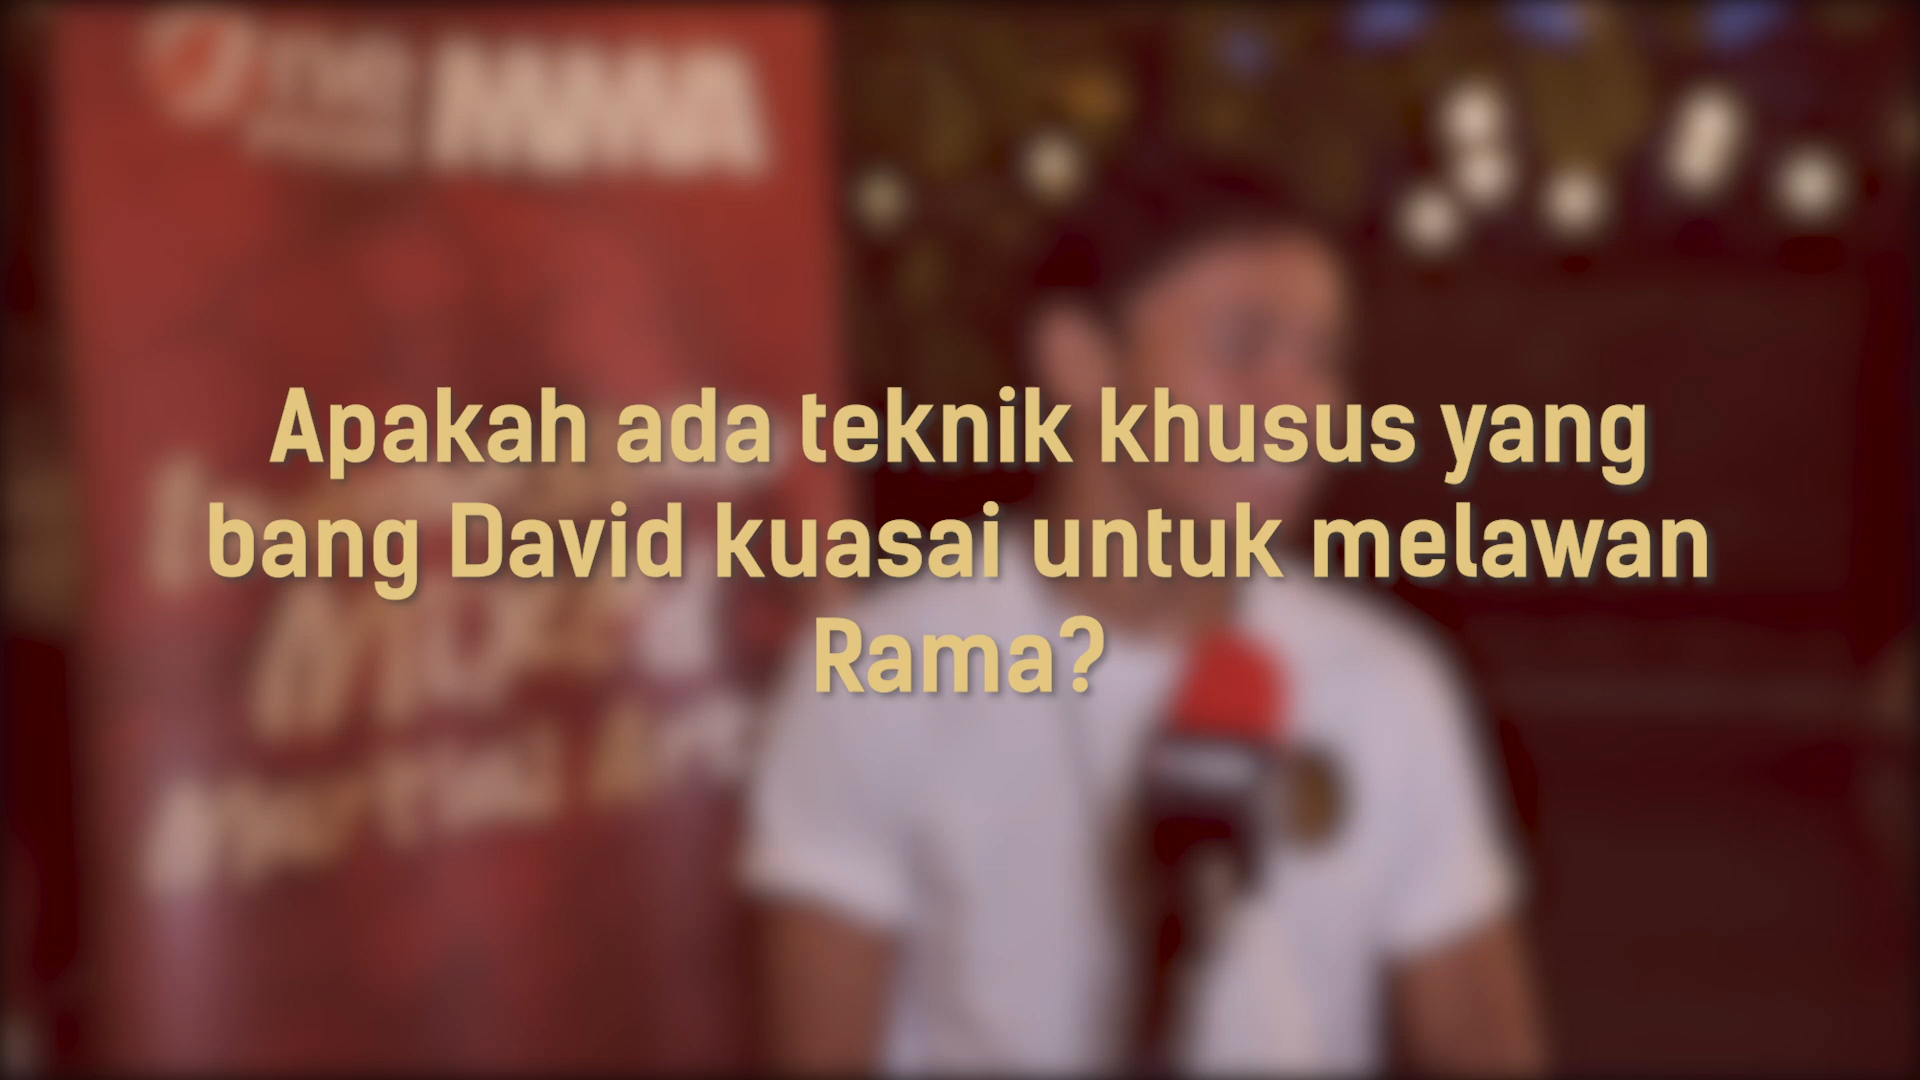 Apakah ada teknik khusus yang
bang David kuasai untuk melawan
Rama?